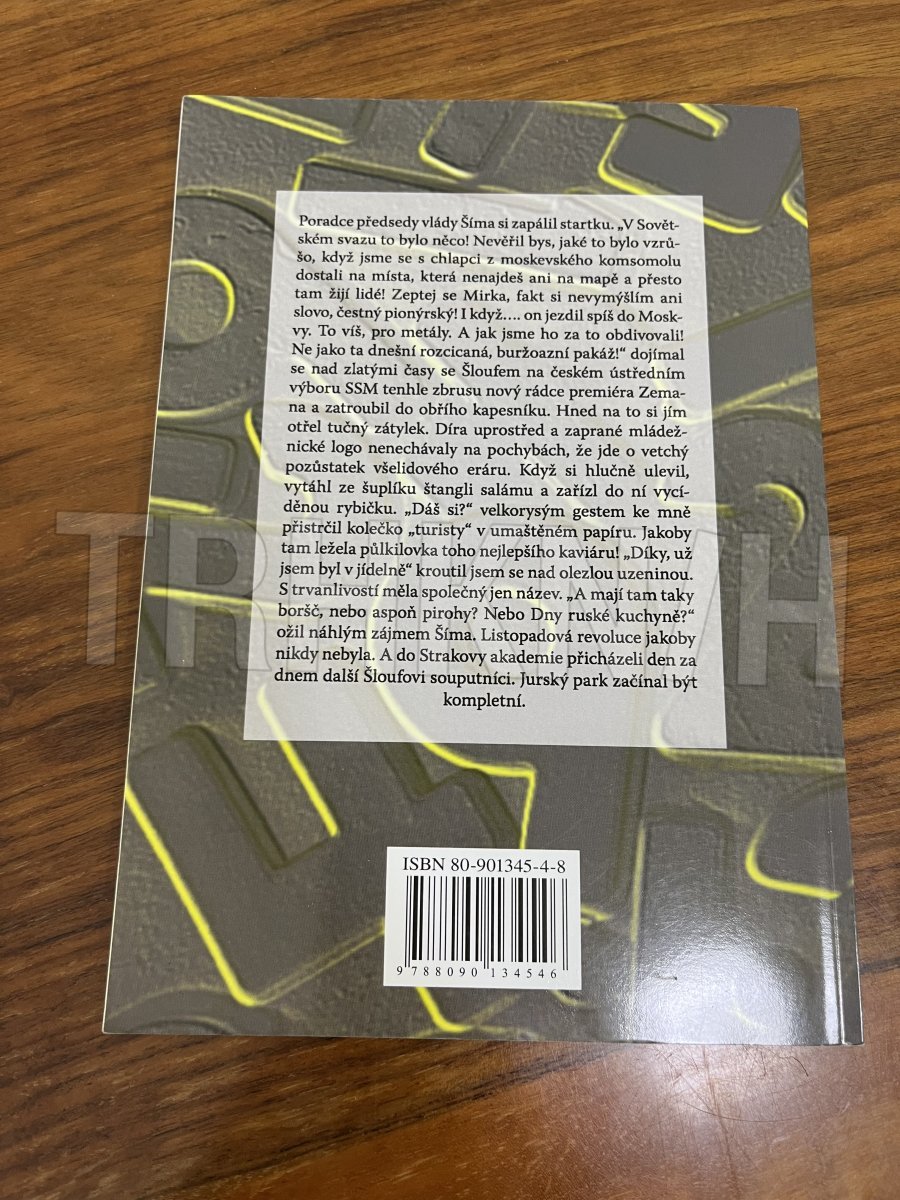 Poradce předsedy vlády Šíma si zapálil startku. „V Sovět-
ském svazu to bylo něco! Nevěřil bys, jaké to bylo vzrů-
šo, když jsme se s chlapci z moskevského komsomolu
dostali na místa, která nenajdeš ani na mapě a přesto
tam žijí lidé! Zeptej se Mirka, fakt si nevymýšlím ani
slovo, čestný pionýrský! I když.... on jezdil spíš do Mosk-
vy. To víš, pro metály. A jak jsme ho za to obdivovali!
Ne jako ta dnešní rozcicaná, buržoazní pakáž!“ dojímal
se nad zlatými časy se Šloufem na českém ústředním
výboru SSM tenhle zbrusu nový rádce premiéra Zema-
na a zatroubil do obřího kapesníku. Hned na to si jím
otřel tučný zátylek. Díra uprostřed a zaprané mládež-
nické logo nenechávaly na pochybách, že jde o vetchý
pozůstatek všelidového eráru. Když si hlučně ulevil,
vytáhl ze šuplíku štangli salámu a zařízl do ní vycí-
děnou rybičku. „Dáš si?“ velkorysým gestem ke mně
přistrčil kolečko „turisty“ v umaštěném papíru. Jakoby
tam ležela půlkilovka toho nejlepšího kaviáru! „Díky, už
jsem byl v jídelně“ kroutil jsem se nad olezlou uzeninou.
S trvanlivostí měla společný jen název. „A mají tam taky
boršč, nebo aspoň pirohy? Nebo Dny ruské kuchyně?“
ožil náhlým zájmem Šíma. Listopadová revoluce jakoby
nikdy nebyla. A do Strakovy akademie přicházeli den za
dnem další Šloufovi souputníci. Jurský park začínal být
kompletní.
ISBN 80-901345-4-8
9 788090 134546